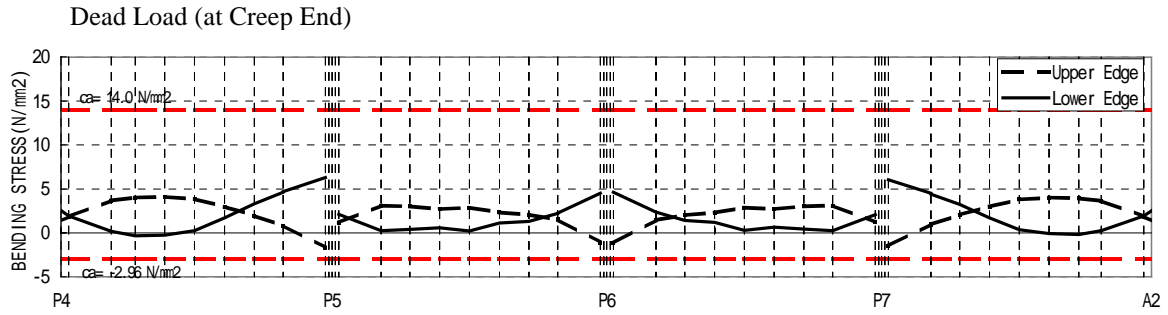 Dead Load (at Creep End)
BENDING STRESS(N/mm2)
20
15
10
5
0
-5
ca= 14.0 N/mm2
ca= -2.96 N/mm2
Upper Edge
Lower Edge
P4 P5 P6 P7 A2